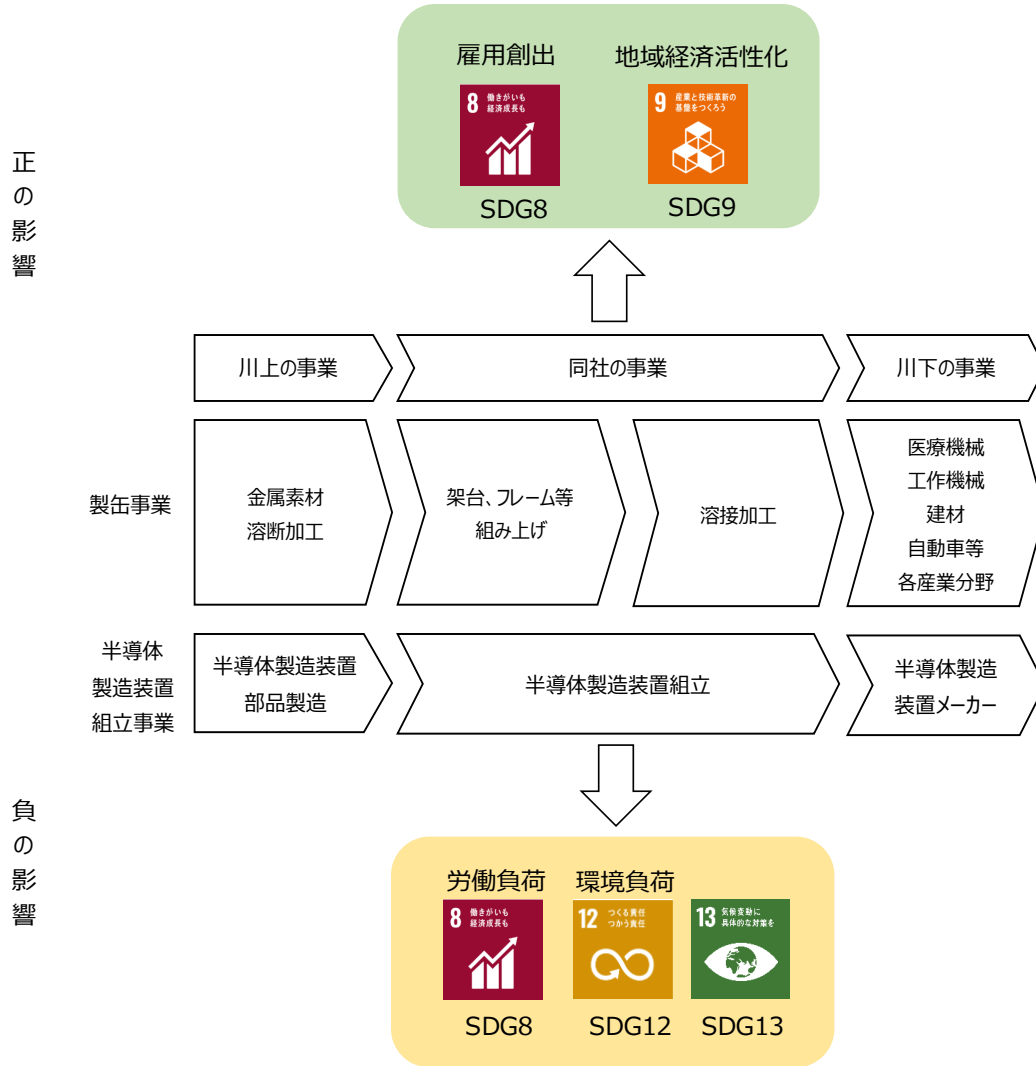 正の影響
雇用創出
地域経済活性化
8 働きがいも
経済成長も
9 産業と技術革新の
基盤をつくろう
SDG8
SDG9
川上の事業
同社の事業
川下の事業
製缶事業
金属素材
溶断加工
架台、フレーム等
組み上げ
溶接加工
医療機械
工作機械
建材
自動車等
各産業分野
半導体
製造装置
組立事業
半導体製造装置
部品製造
半導体製造装置組立
半導体製造
装置メーカー
負の影響
労働負荷
環境負荷
8 働きがいも
経済成長も
12 つくる責任
つかう責任
13 気候変動に
具体的な対策を
SDG8
SDG12
SDG13